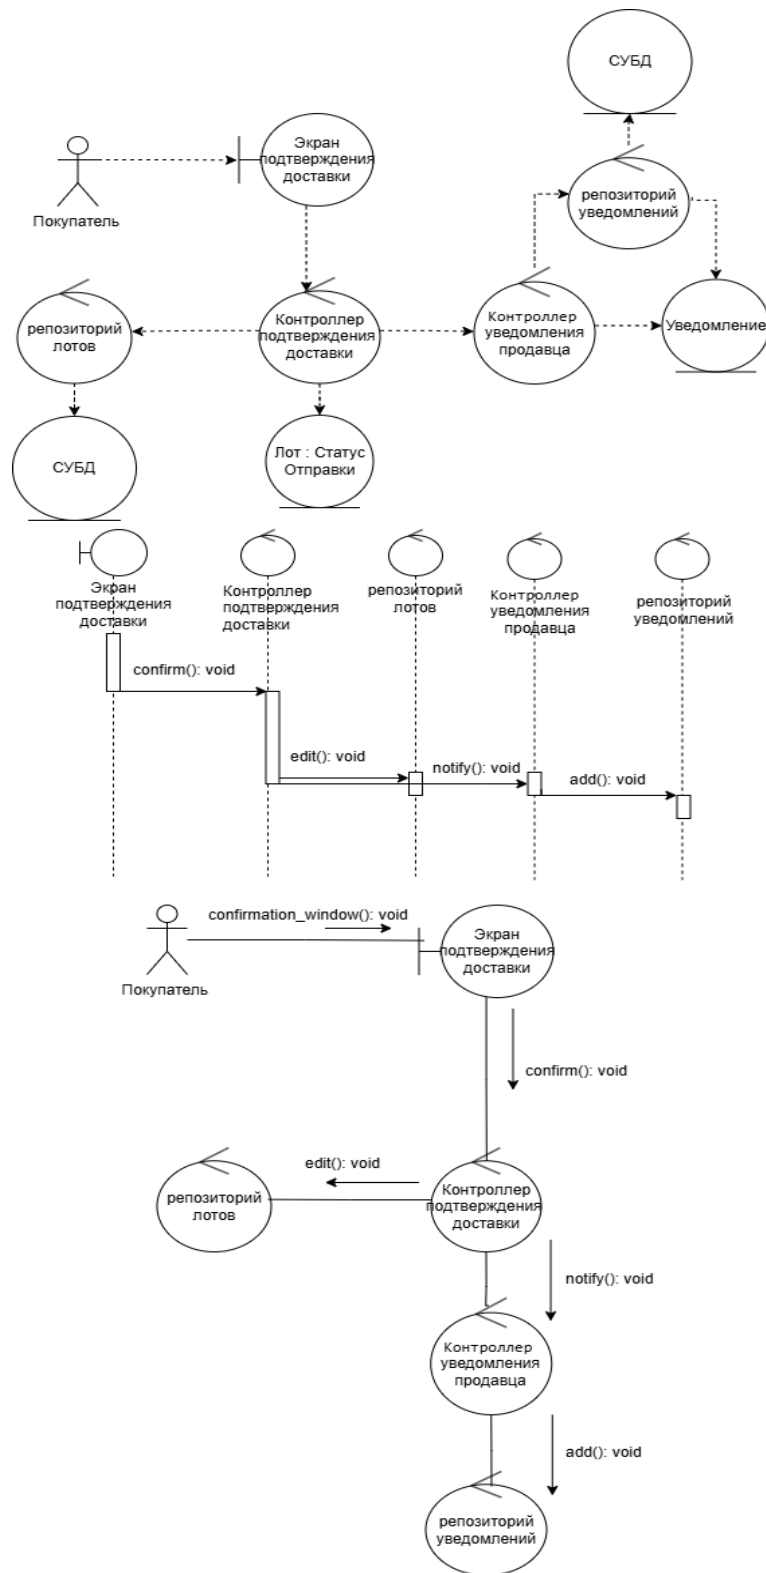 СУБД
Экран
подтверждения
доставки
Покупатель
репозиторий
уведомлений
репозиторий
лотов
Контроллер
подтверждения
доставки
Контроллер
уведомления
продавца
Уведомление
СУБД
Лот : Статус
Отправки
Экран
подтверждения
доставки
Контроллер
подтверждения
доставки
репозиторий
лотов
Контроллер
уведомления
продавца
репозиторий
уведомлений
confirm(): void
edit(): void
notify(): void
add(): void
confirmation_window(): void
Покупатель
Экран
подтверждения
доставки
confirm(): void
edit(): void
репозиторий
лотов
Контроллер
подтверждения
доставки
notify(): void
Контроллер
уведомления
продавца
add(): void
репозиторий
уведомлений